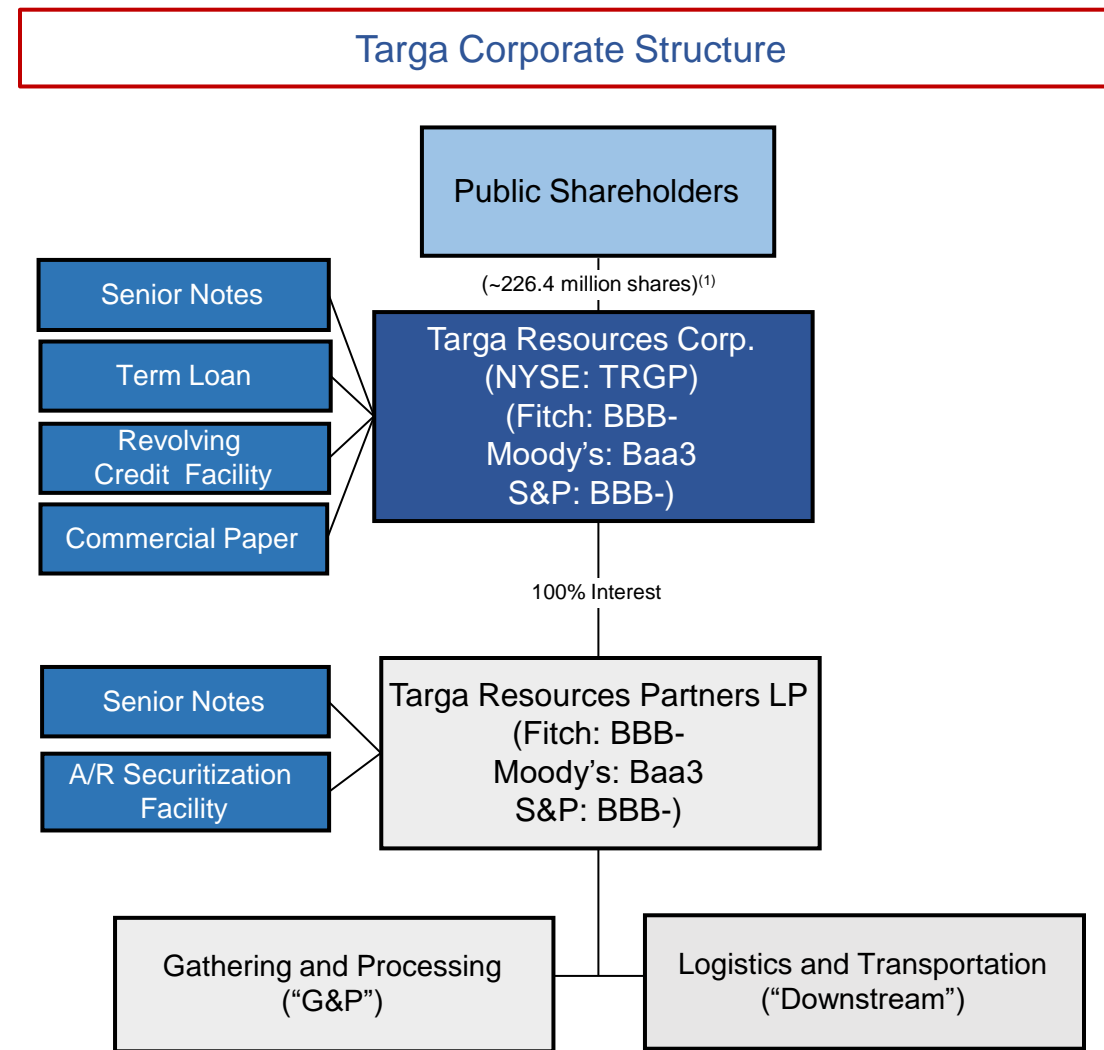 Targa Corporate Structure
Public Shareholders
(~226.4 million shares)(1)
Senior Notes
Term Loan
Revolving
Credit Facility
Commercial Paper
Targa Resources Corp.
(NYSE: TRGP)
(Fitch: BBB-
Moody’s: Baa3
S&P: BBB-)
100% Interest
Senior Notes
A/R Securitization
Facility
Targa Resources Partners LP
(Fitch: BBB-
Moody’s: Baa3
S&P: BBB-)
Gathering and Processing
(“G&P”)
Logistics and Transportation
(“Downstream”)